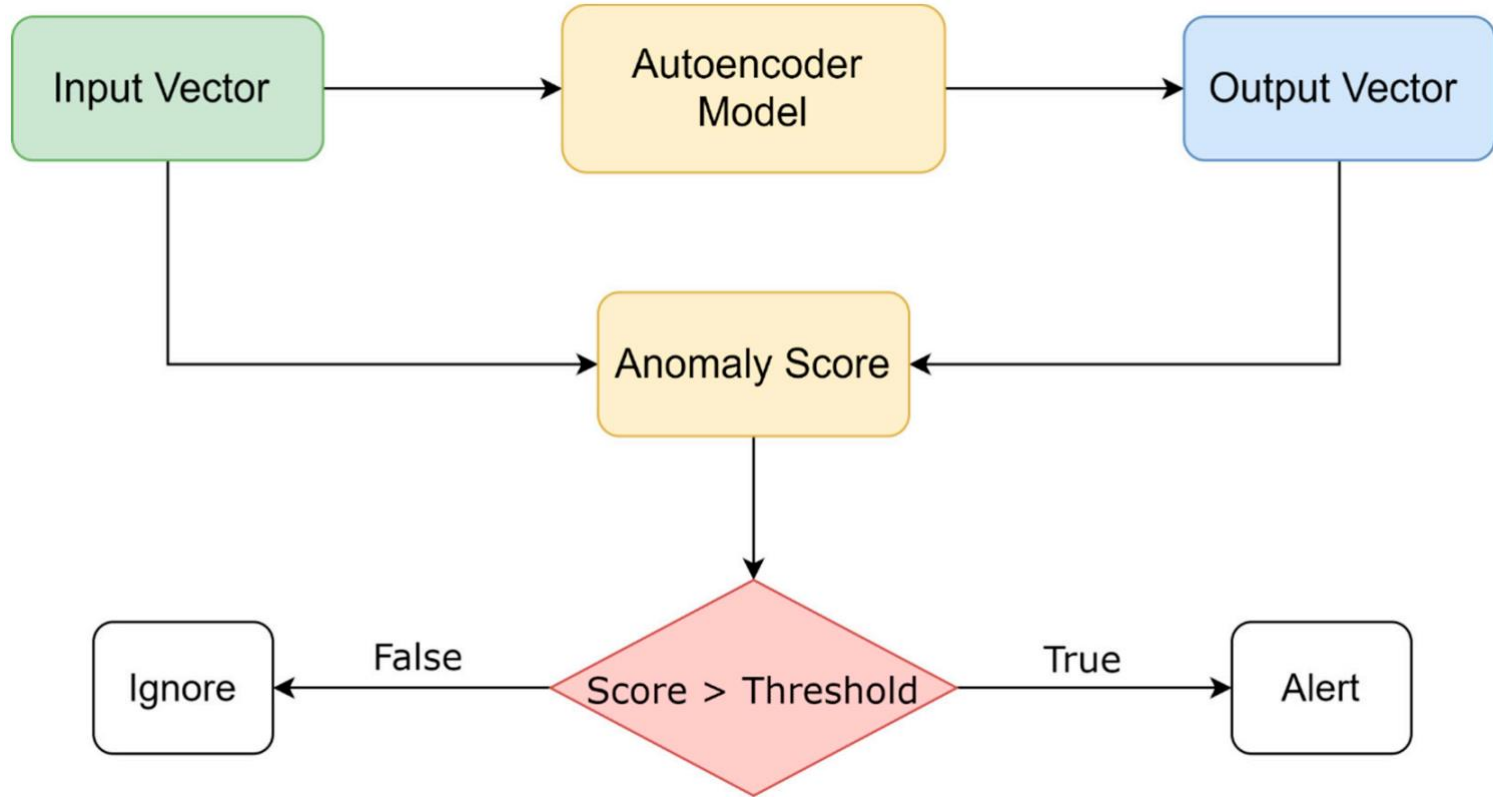 Input Vector
Autoencoder
Model
Output Vector
Anomaly Score
False
True
Ignore
Score > Threshold
Alert